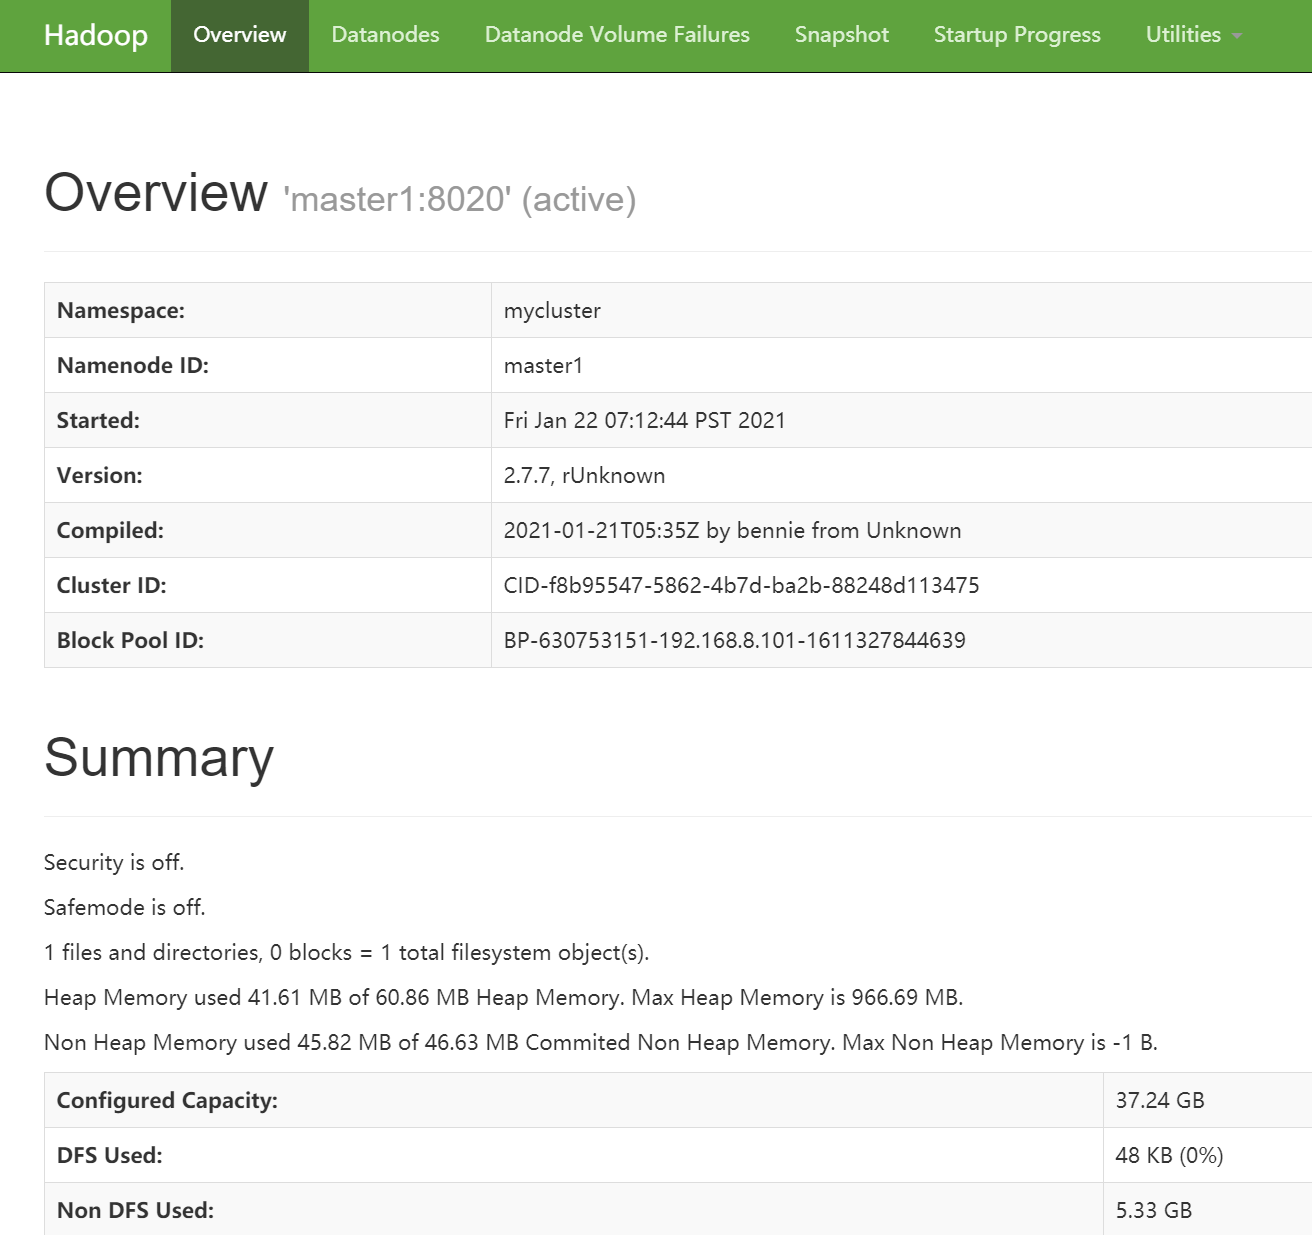 Hadoop Overview Datanodes Datanode Volume Failures Snapshot Startup Progress Utilities
Overview 'master1:8020' (active)
Namespace: mycluster
Namenode ID: master1
Started: Fri Jan 22 07:12:44 PST 2021
Version: 2.7.7, rUnknown
Compiled: 2021-01-21T05:35Z by bennie from Unknown
Cluster ID: CID-f8b95547-5862-4b7d-ba2b-88248d113475
Block Pool ID: BP-630753151-192.168.8.101-1611327844639
Summary
Security is off.
Safemode is off.
1 files and directories, 0 blocks = 1 total filesystem object(s).
Heap Memory used 41.61 MB of 60.86 MB Heap Memory. Max Heap Memory is 966.69 MB.
Non Heap Memory used 45.82 MB of 46.63 MB Commited Non Heap Memory. Max Non Heap Memory is -1 B.
Configured Capacity: 37.24 GB
DFS Used: 48 KB (0%)
Non DFS Used: 5.33 GB